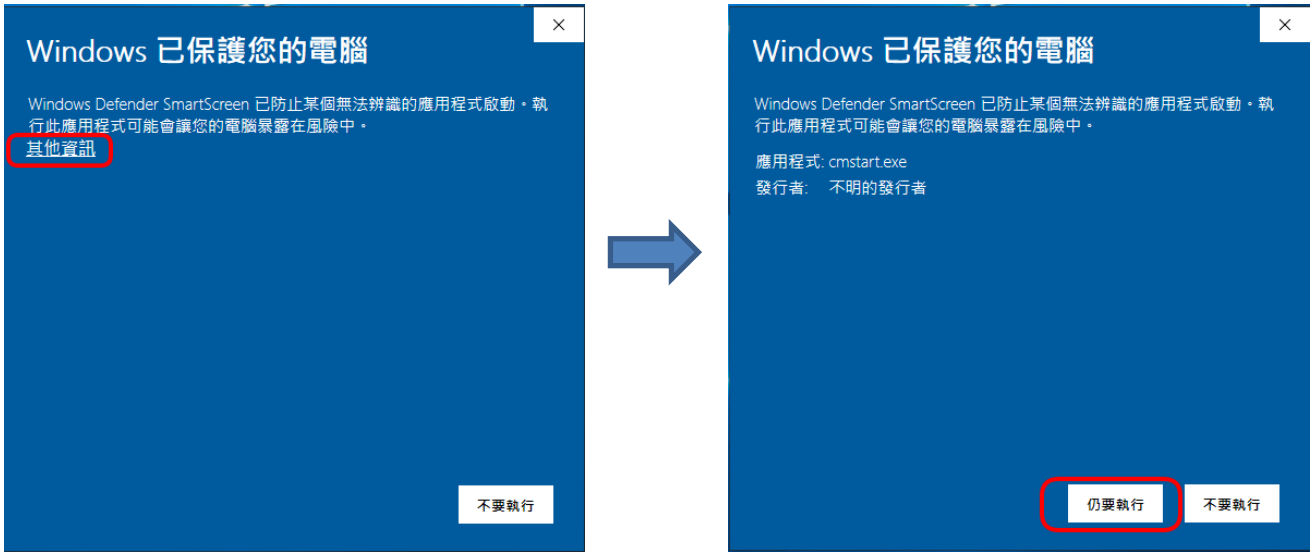 Windows 已保護您的電腦
Windows Defender SmartScreen 已防止某個無法辨識的應用程式啟動。執
行此應用程式可能會讓您的電腦暴露在風險中。
其他資訊
不要執行
Windows 已保護您的電腦
Windows Defender SmartScreen 已防止某個無法辨識的應用程式啟動。執
行此應用程式可能會讓您的電腦暴露在風險中。
應用程式: cmstart.exe
發行者: 不明的發行者
仍要執行 不要執行